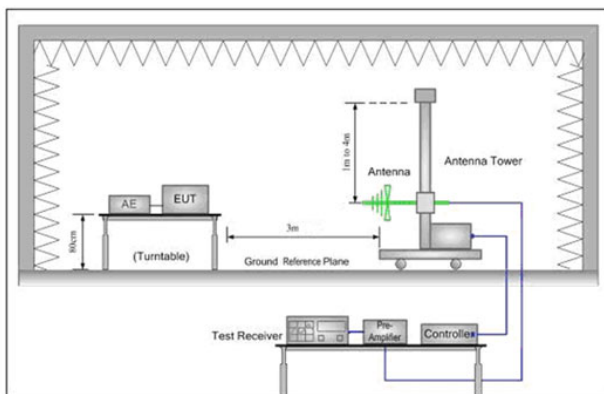 1m to 4m
Antenna
Antenna Tower
AE
EUT
80cm
(Turntable)
3m
Ground Reference Plane
Test Receiver
Pre-
Amplifier
Controller